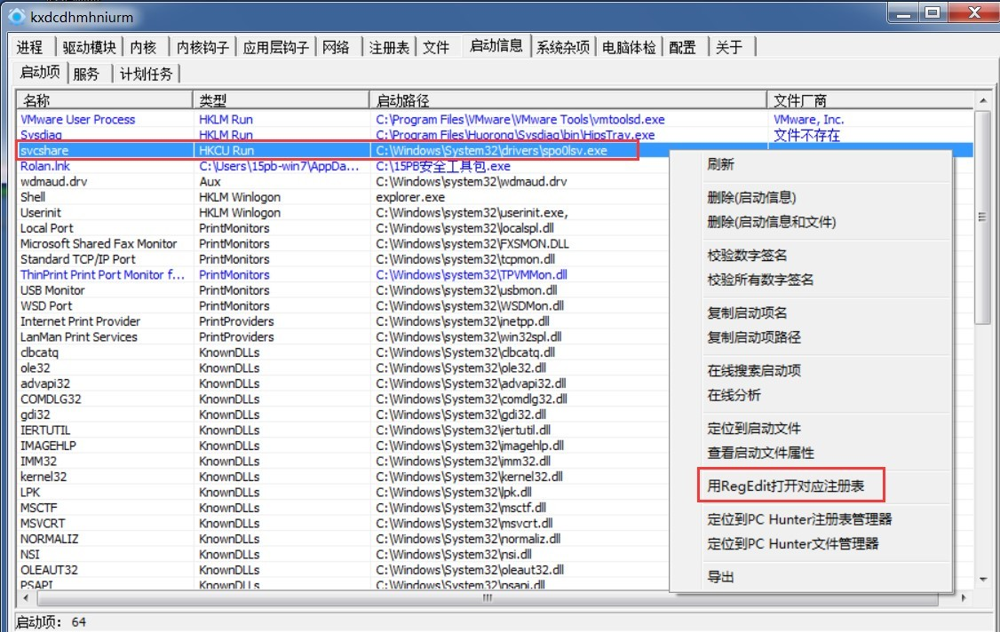 kxdcdhmhniurm
进程 驱动模块 内核 内核钩子 应用层钩子 网络 注册表 文件 启动信息 系统杂项 电脑体检 配置 关于
启动项 服务 计划任务
名称 类型 启动路径 文件厂商
VMware User Process HKLM Run C:\Program Files\VMware\VMware Tools\vmtoolsd.exe VMware, Inc.
Sysdiag HKLM Run C:\Program Files\Huorong\Sysdiag\bin\HipsTray.exe 文件不存在
svcshare HKCU Run C:\Windows\System32\drivers\spo0lsv.exe
Rolan.lnk C:\Users\15pb-win7\AppDa... C:\15PB安全工具包.exe
wdmaud.drv Aux C:\Windows\system32\wdmaud.drv
Shell HKLM Winlogon explorer.exe
Userinit HKLM Winlogon C:\Windows\system32\userinit.exe,
Local Port PrintMonitors C:\Windows\system32\localspl.dll
Microsoft Shared Fax Monitor PrintMonitors C:\Windows\system32\FXSMON.DLL
Standard TCP/IP Port PrintMonitors C:\Windows\system32\tcpmon.dll
ThinPrint Print Port Monitor f... PrintMonitors C:\Windows\system32\TPVMMon.dll
USB Monitor PrintMonitors C:\Windows\system32\usbmon.dll
WSD Port PrintMonitors C:\Windows\system32\WSDMon.dll
Internet Print Provider PrintProviders C:\Windows\system32\inetpp.dll
LanMan Print Services PrintProviders C:\Windows\system32\win32spl.dll
clbcatq KnownDLLs C:\Windows\System32\clbcatq.dll
ole32 KnownDLLs C:\Windows\System32\ole32.dll
advapi32 KnownDLLs C:\Windows\System32\advapi32.dll
COMDLG32 KnownDLLs C:\Windows\System32\comdlg32.dll
gdi32 KnownDLLs C:\Windows\System32\gdi32.dll
IERTUTIL KnownDLLs C:\Windows\System32\iertutil.dll
IMAGEHLP KnownDLLs C:\Windows\System32\imagehlp.dll
IMM32 KnownDLLs C:\Windows\System32\imm32.dll
kernel32 KnownDLLs C:\Windows\System32\kernel32.dll
LPK KnownDLLs C:\Windows\System32\lpk.dll
MSCTF KnownDLLs C:\Windows\System32\msctf.dll
MSVCRT KnownDLLs C:\Windows\System32\msvcrt.dll
NORMALIZ KnownDLLs C:\Windows\System32\normaliz.dll
NSI KnownDLLs C:\Windows\System32\nsi.dll
OLEAUT32 KnownDLLs C:\Windows\System32\oleaut32.dll
PSAPI KnownDLLs C:\Windows\System32\psapi.dll
刷新
删除(启动信息)
删除(启动信息和文件)
校验数字签名
校验所有数字签名
复制启动项名
复制启动项路径
在线搜索启动项
在线分析
定位到启动文件
查看启动文件属性
用RegEdit打开对应注册表
定位到PC Hunter注册表管理器
定位到PC Hunter文件管理器
导出
启动项: 64